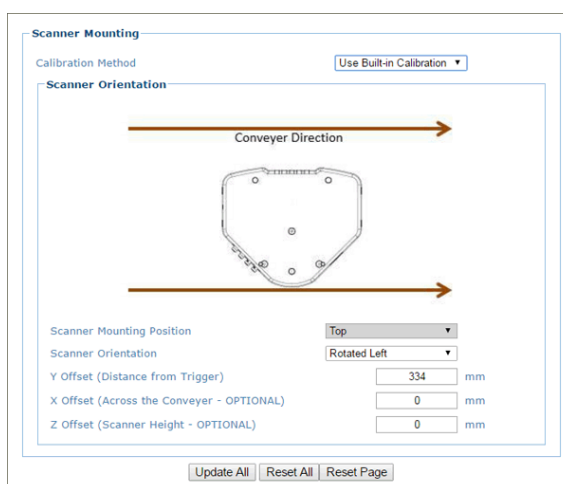 Scanner Mounting
Calibration Method Use Built-in Calibration
Scanner Orientation
Conveyer Direction
Scanner Mounting Position Top
Scanner Orientation Rotated Left
Y Offset (Distance from Trigger) 334 mm
X Offset (Across the Conveyer - OPTIONAL) 0 mm
Z Offset (Scanner Height - OPTIONAL) 0 mm
Update All Reset All Reset Page